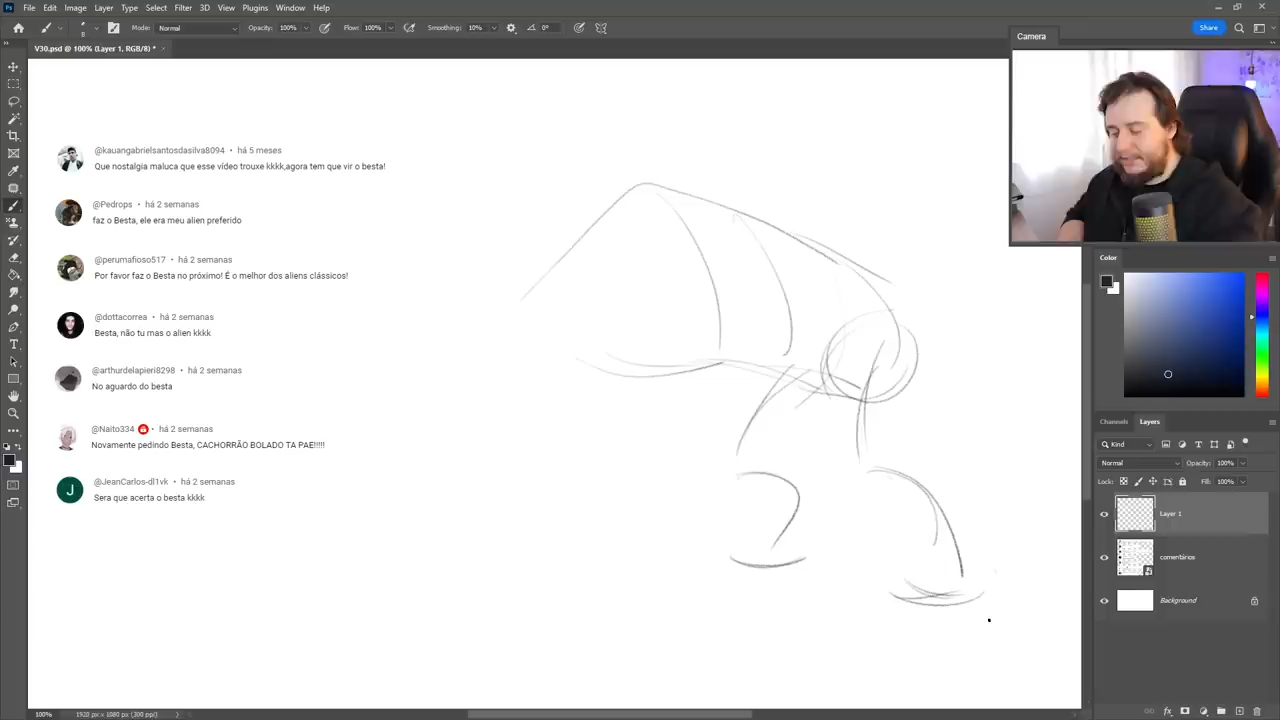 File Edit Image Layer Type Select Filter View Plugins Window Help
Mode: Normal Opacity: 100% Flow: 100% Smoothing: 10% 0° Share
V30.psd @ 100% (Layer 1, RGB/8) *
Camera
@kauangabrielsantosdasilva8094 • há 5 meses
Que nostalgia maluca que esse vídeo trouxe kkkk,agora tem que vir o besta!
@Pedrops • há 2 semanas
faz o Besta, ele era meu alien preferido
@perumafioso517 • há 2 semanas
Por favor faz o Besta no próximo! É o melhor dos aliens clássicos!
@dottacorrea • há 2 semanas
Besta, não tu mas o alien kkkk
@arthurdelapieri8298 • há 2 semanas
No aguardo do besta
@Naito334 • há 2 semanas
Novamente pedindo Besta, CACHORRÃO BOLADO TA PAE!!!!!
J
@JeanCarlos-dl1vk • há 2 semanas
Sera que acerta o besta kkkk
Color
Channels Layers
Kind
Normal Opacity: 100%
Lock: Fill: 100%
Layer 1
comentários
Background
100% 1920 px x 1080 px (300 ppi)